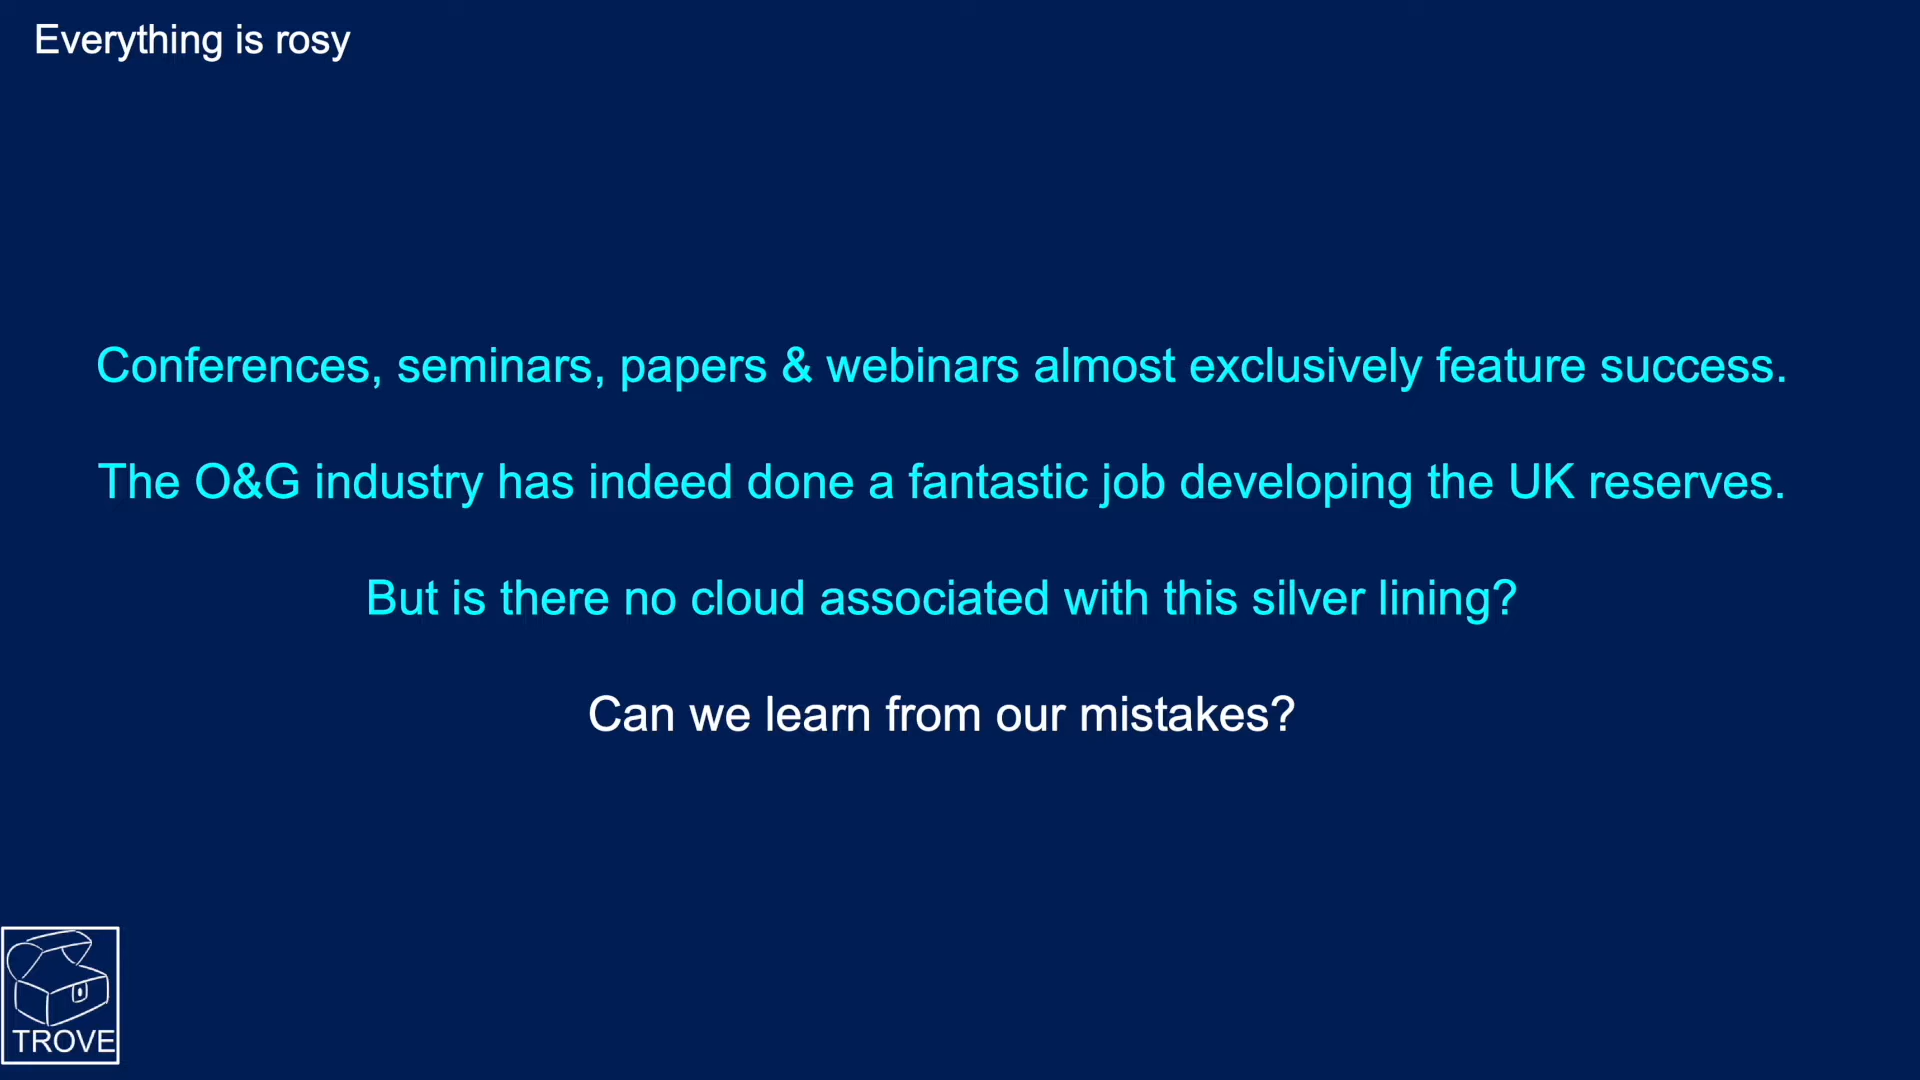 Everything is rosy
Conferences, seminars, papers & webinars almost exclusively feature success.
The O&G industry has indeed done a fantastic job developing the UK reserves.
But is there no cloud associated with this silver lining?
Can we learn from our mistakes?
TROVE